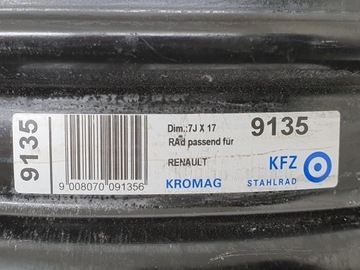 9135
9 008070 091356
Dim.:7J X 17
9135
RAd passend für
RENAULT
KFZ
KROMAG
STAHLRAD